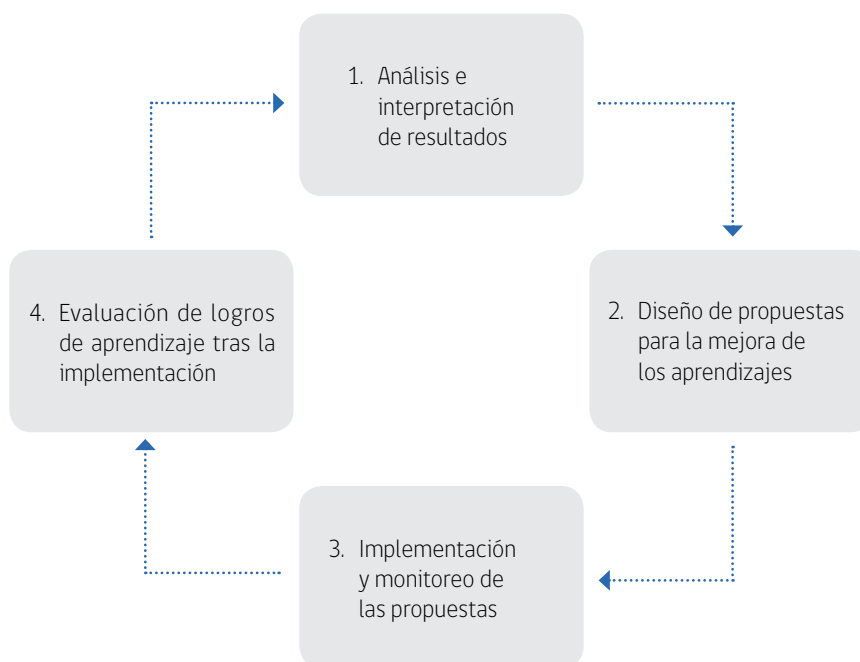 1. Análisis e
interpretación
de resultados
2. Diseño de propuestas
para la mejora de
los aprendizajes
3. Implementación
y monitoreo de
las propuestas
4. Evaluación de logros
de aprendizaje tras la
implementación